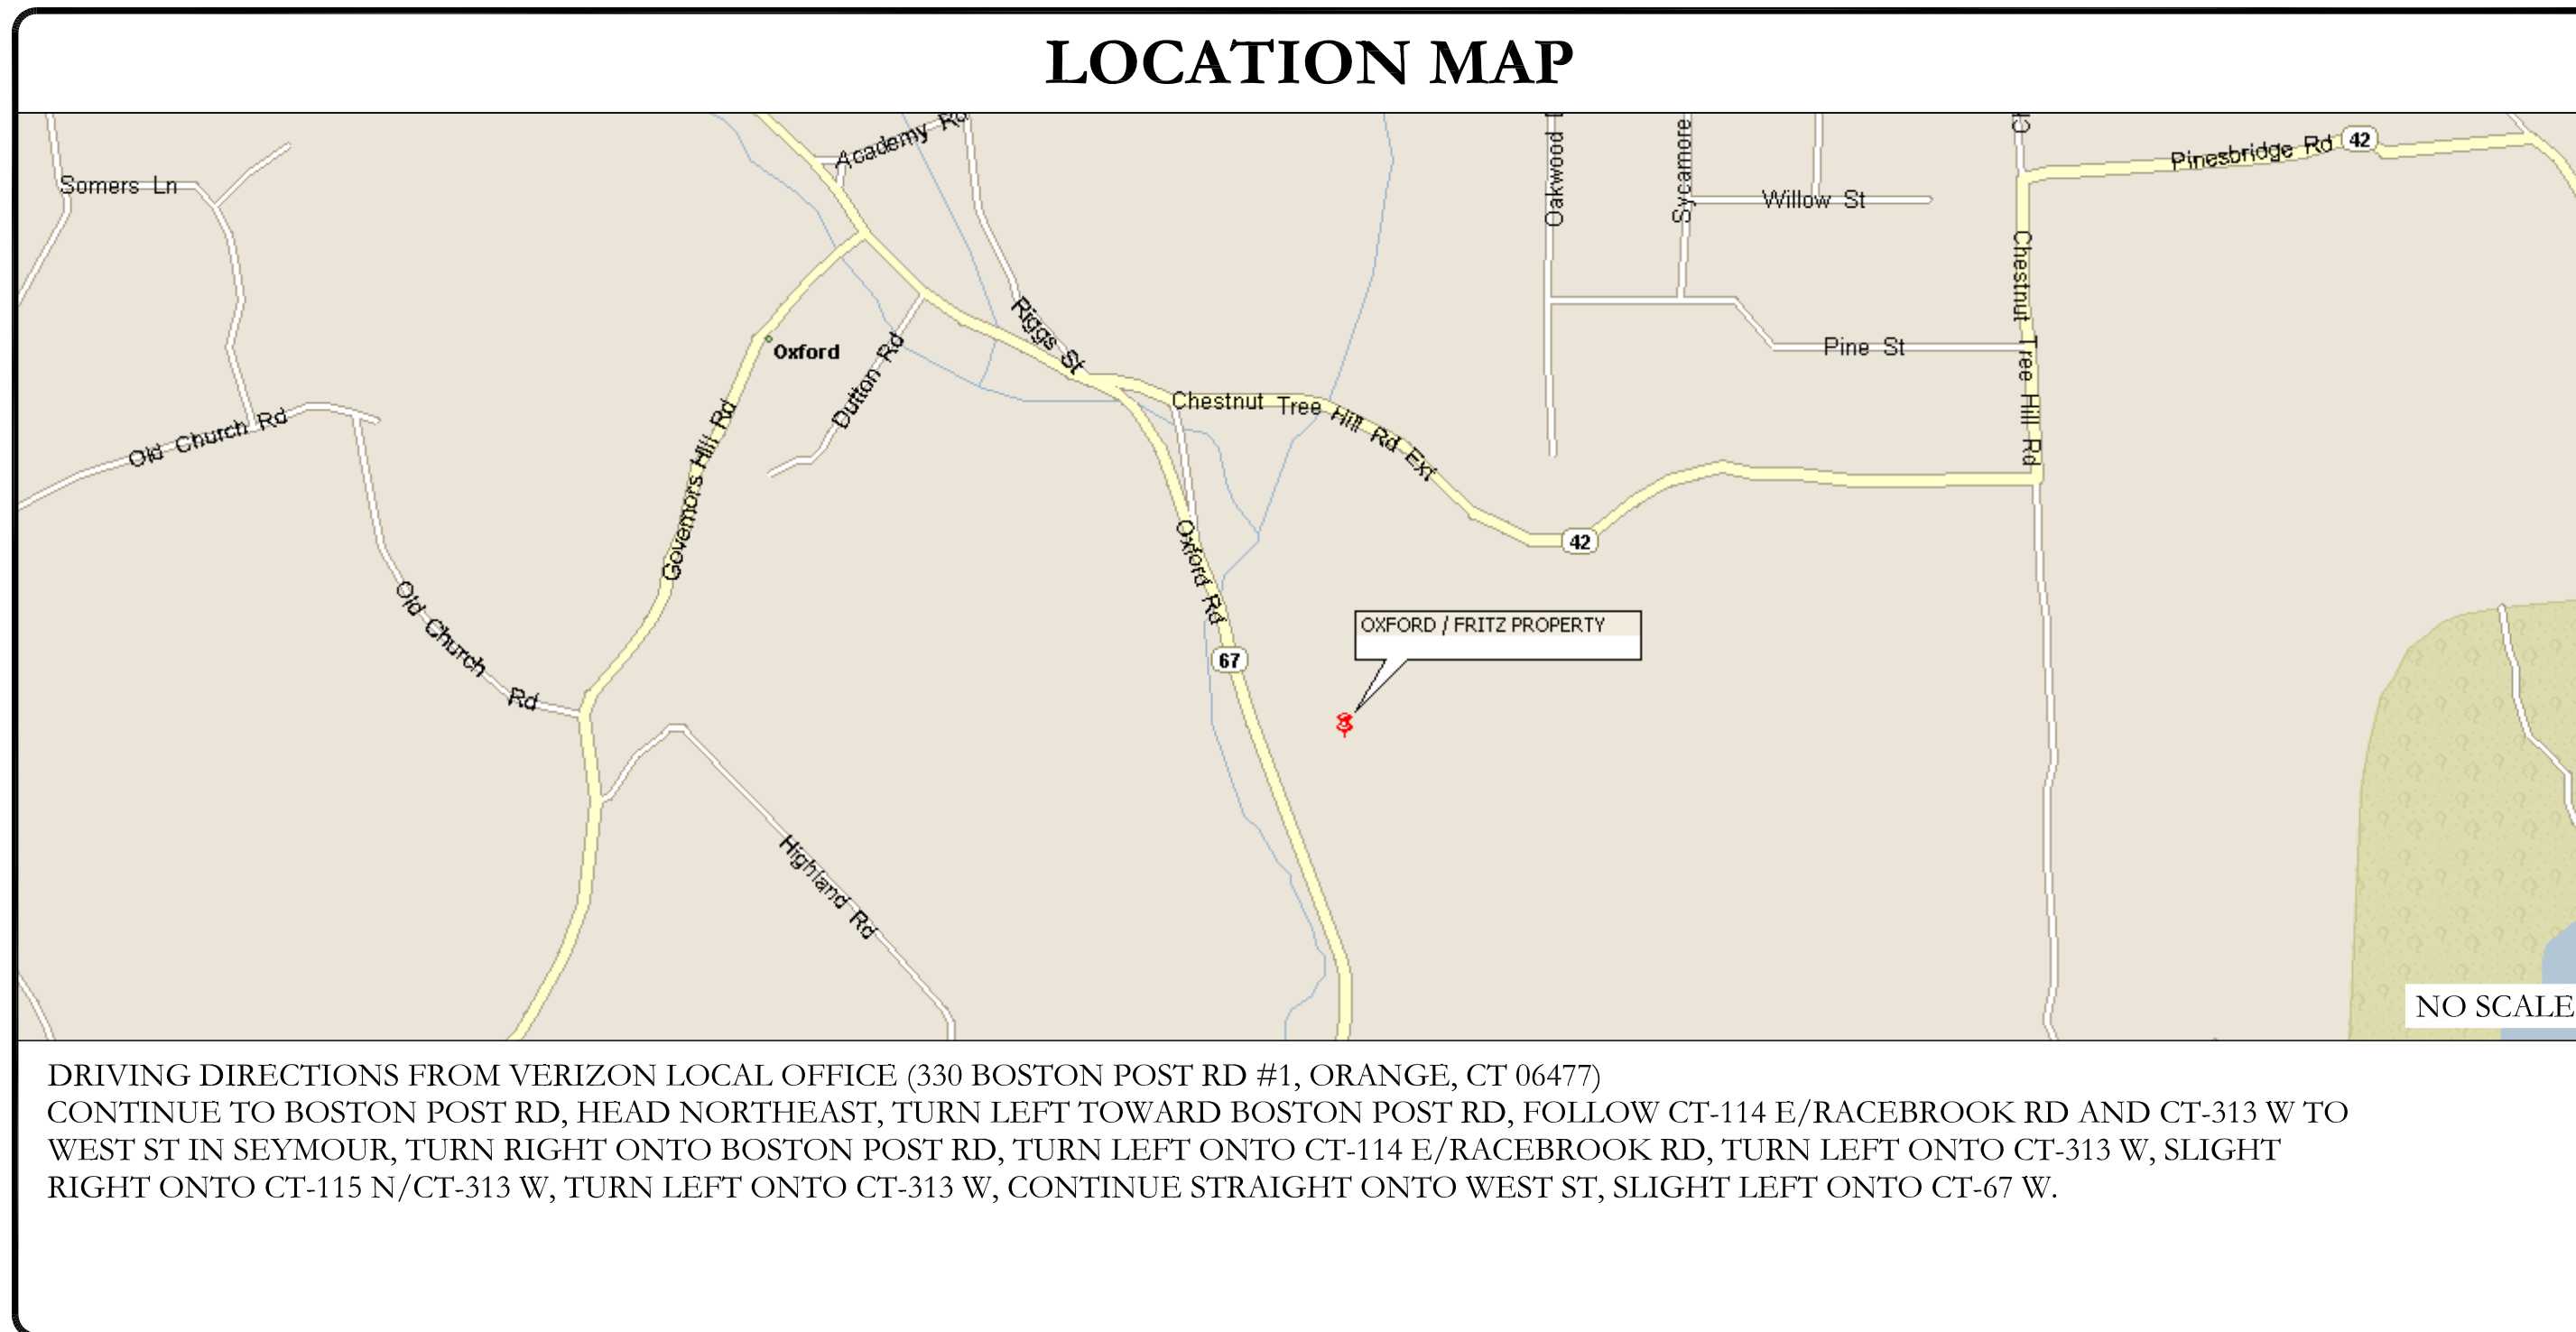 LOCATION MAP
Academy Rd
Somers Ln
Oakwood
Sycamore
Willow St
Pinesbridge Rd
42
Chestnut Tree Hill Rd
Riggs St
Oxford
Dutton Rd
Pine St
Chestnut Tree Hill Rd Ext
Old Church Rd
Governors Hill Rd
Oxford Rd
42
Old Church Rd
OXFORD / FRITZ PROPERTY
67
Highland Rd
NO SCALE
DRIVING DIRECTIONS FROM VERIZON LOCAL OFFICE (330 BOSTON POST RD #1, ORANGE, CT 06477)
CONTINUE TO BOSTON POST RD, HEAD NORTHEAST, TURN LEFT TOWARD BOSTON POST RD, FOLLOW CT-114 E/RACEBROOK RD AND CT-313 W TO
WEST ST IN SEYMOUR, TURN RIGHT ONTO BOSTON POST RD, TURN LEFT ONTO CT-114 E/RACEBROOK RD, TURN LEFT ONTO CT-313 W, SLIGHT
RIGHT ONTO CT-115 N/CT-313 W, TURN LEFT ONTO CT-313 W, CONTINUE STRAIGHT ONTO WEST ST, SLIGHT LEFT ONTO CT-67 W.